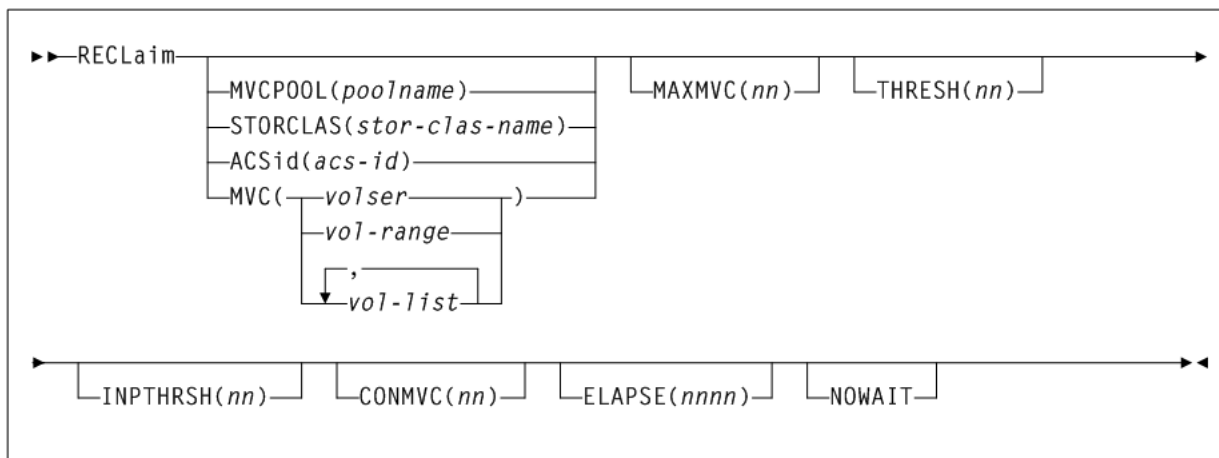 RECLaim
MVCPOOL(poolname) MAXMVC(nn) THRESH(nn)
STORCLAS(stor-clas-name)
ACSid(acs-id)
MVC( volser )
vol-range
,
vol-list
INPTHRSH(nn) CONMVC(nn) ELAPSE(nnnn) NOWAIT